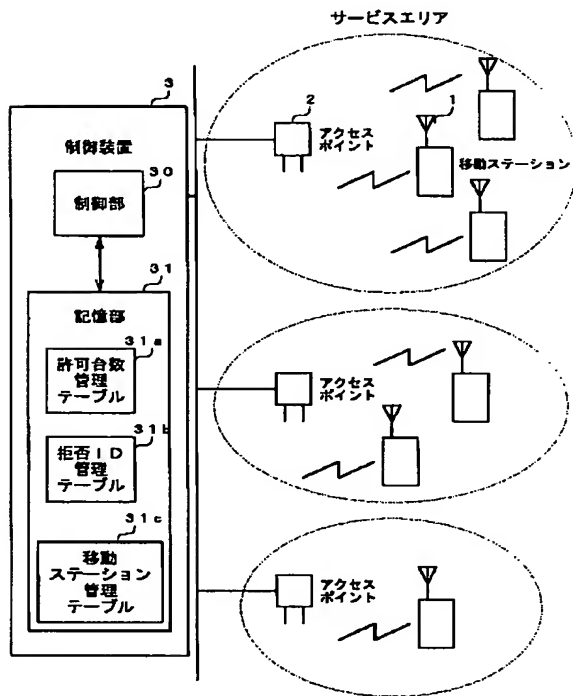 サービスエリア
3
制御装置
30
制御部
31
記憶部
31a
許可台数
管理
テーブル
31b
拒否ID
管理
テーブル
31c
移動
ステーション
管理
テーブル
2
アクセス
ポイント
1
移動ステーション
アクセス
ポイント
アクセス
ポイント